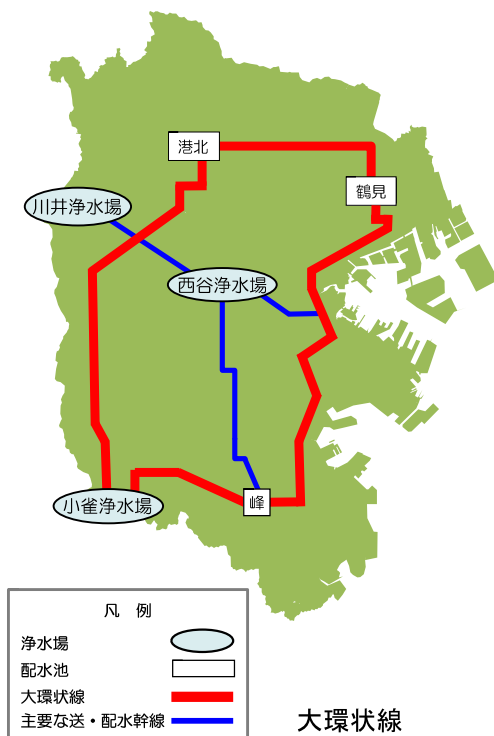 港北
鶴見
川井浄水場
西谷浄水場
小雀浄水場
峰
凡 例
浄水場
配水池
大環状線
主要な送・配水幹線
大環状線